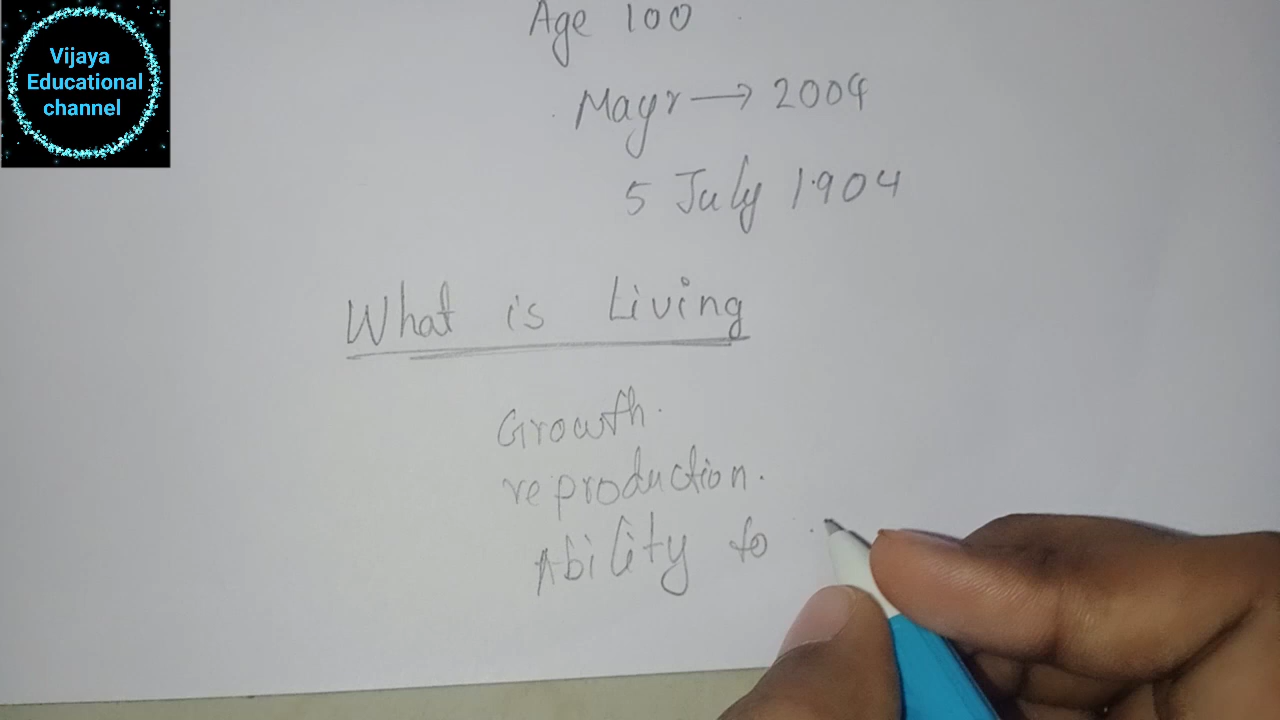 Vijaya
Educational
channel
Age 100
Mayr → 2004
5 July 1904
What is Living
Growth.
reproduction.
Ability to